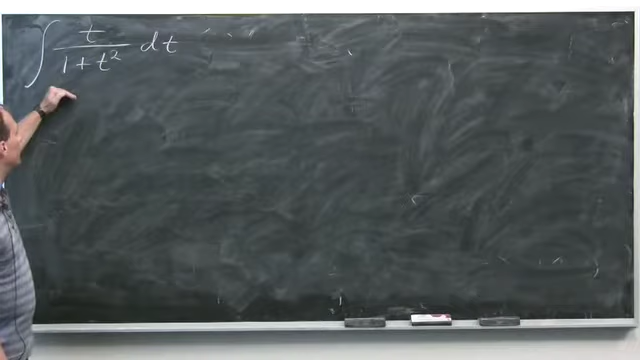 ∫ t/(1+t²) dt